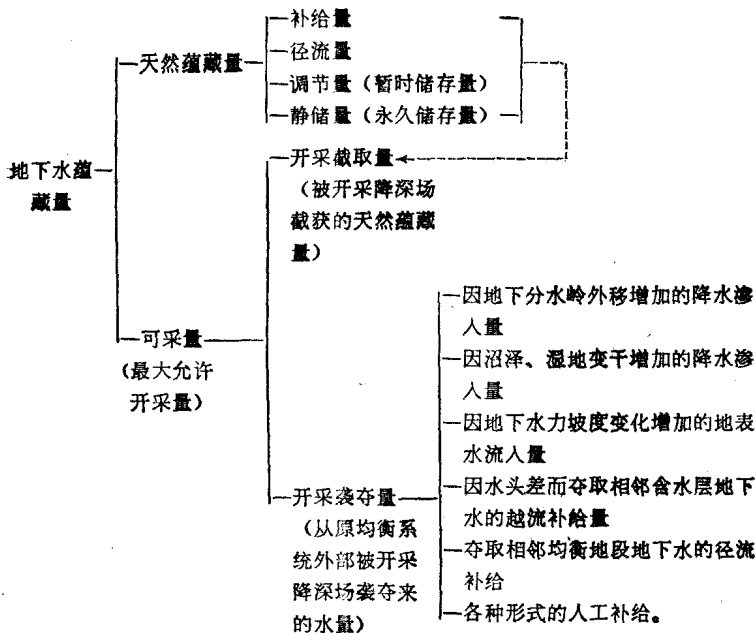 补给量
径流量
天然蕴藏量
调节量（暂时储存量）
静储量（永久储存量）
地下水蕴
藏量
开采截取量
（被开采降深场
截获的天然蕴藏
量）
可采量
（最大允许
开采量）
开采袭夺量
（从原均衡系
统外部被开采
降深场袭夺来
的水量）
因地下分水岭外移增加的降水渗
入量
因沼泽、湿地变干增加的降水渗
入量
因地下水力坡度变化增加的地表
水流入量
因水头差而夺取相邻含水层地下
水的越流补给量
夺取相邻均衡地段地下水的径流
补给
各种形式的人工补给。